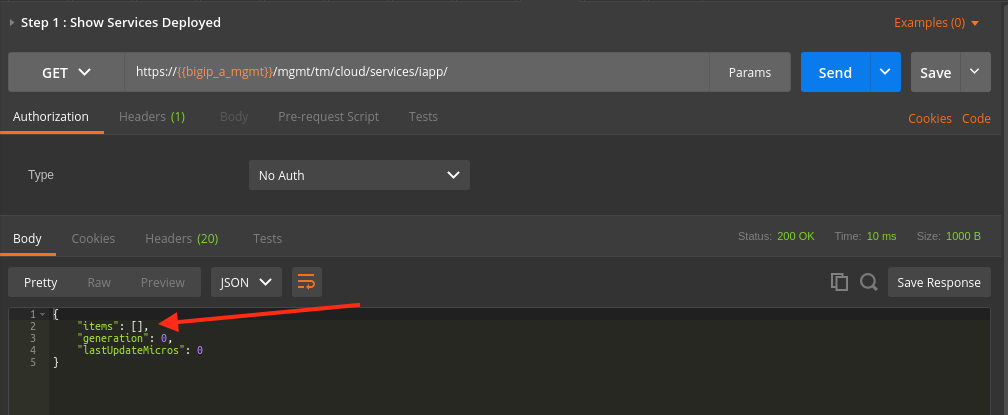 Step 1 : Show Services Deployed
Examples (0)
GET https://{{bigip_a_mgmt}}/mgmt/tm/cloud/services/iapp/ Params Send Save
Authorization Headers (1) Body Pre-request Script Tests Cookies Code
Type No Auth
Body Cookies Headers (20) Tests Status: 200 OK Time: 10 ms Size: 1000 B
Pretty Raw Preview JSON Save Response
1 {
2 "items": [],
3 "generation": 0,
4 "lastUpdateMicros": 0
5 }